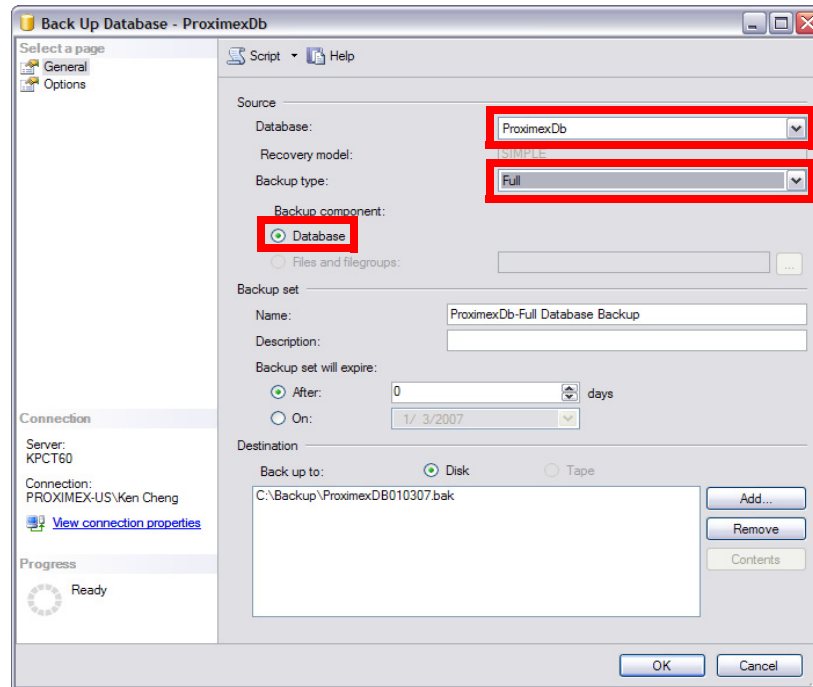 Back Up Database - ProximexDb
Select a page
General
Options
Script Help
Source
Database: ProximexDb
Recovery model: SIMPLE
Backup type: Full
Backup component:
Database
Files and filegroups: ...
Backup set
Name: ProximexDb-Full Database Backup
Description:
Backup set will expire:
After: 0 days
On: 1/ 3/2007
Destination
Back up to: Disk Tape
C:\Backup\ProximexDB010307.bak
Add...
Remove
Contents
Connection
Server:
KPCT60
Connection:
PROXIMEX-US\Ken Cheng
View connection properties
Progress
Ready
OK Cancel